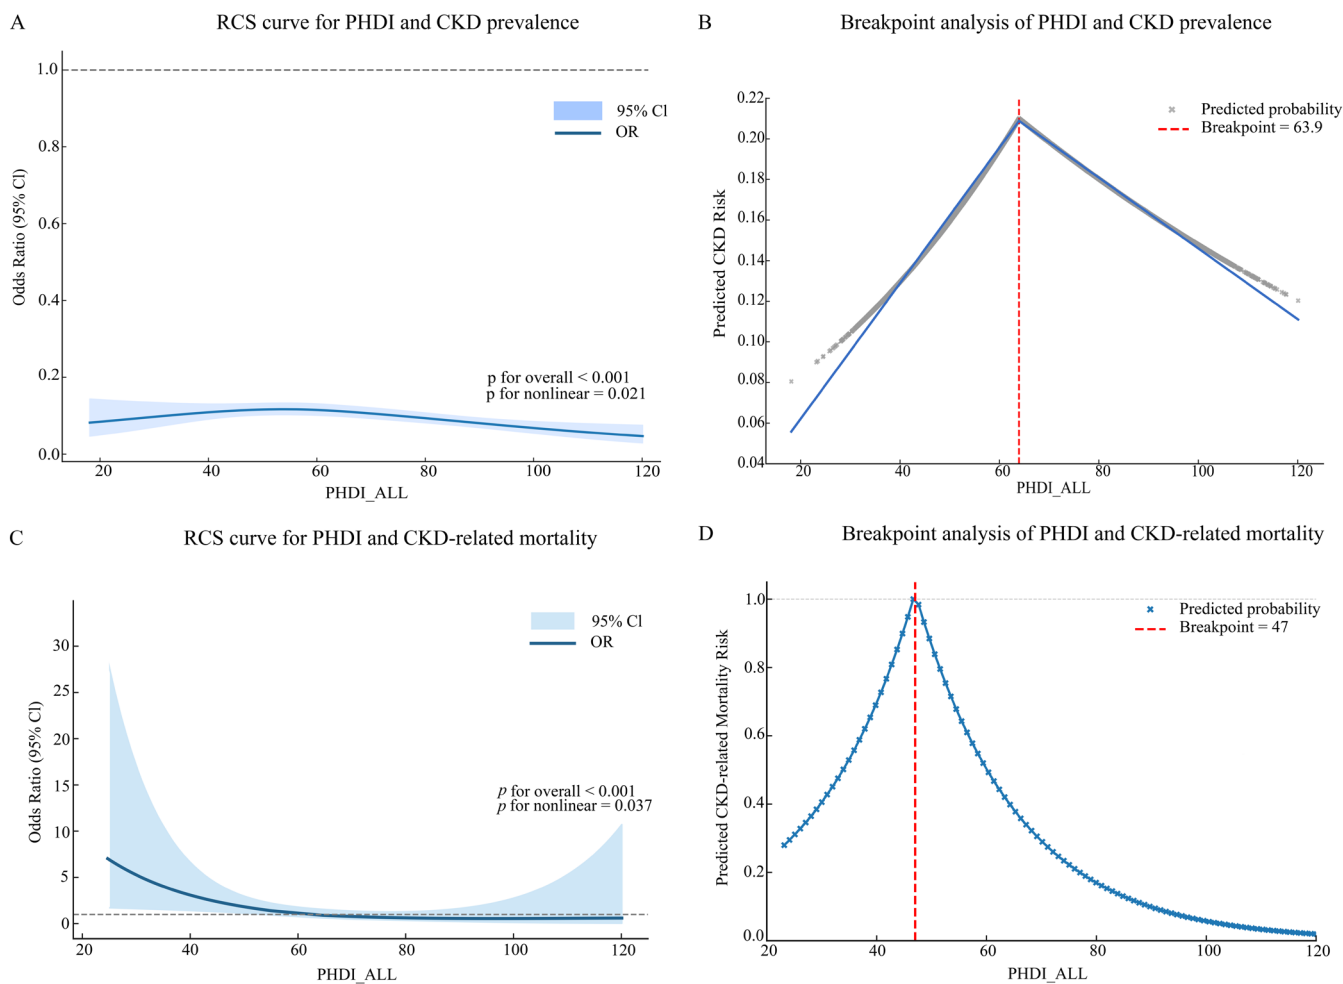 A
RCS curve for PHDI and CKD prevalence
1.0
0.8
0.6
0.4
0.2
0.0
Odds Ratio (95% Cl)
95% Cl
OR
p for overall < 0.001
p for nonlinear = 0.021
20 40 60 80 100 120
PHDI_ALL
B
Breakpoint analysis of PHDI and CKD prevalence
0.22
0.20
0.18
0.16
0.14
0.12
0.10
0.08
0.06
0.04
Predicted CKD Risk
Predicted probability
Breakpoint = 63.9
20 40 60 80 100 120
PHDI_ALL
C
RCS curve for PHDI and CKD-related mortality
30
25
20
15
10
5
0
Odds Ratio (95% Cl)
95% Cl
OR
p for overall < 0.001
p for nonlinear = 0.037
20 40 60 80 100 120
PHDI_ALL
D
Breakpoint analysis of PHDI and CKD-related mortality
1.0
0.8
0.6
0.4
0.2
0.0
Predicted CKD-related Mortality Risk
Predicted probability
Breakpoint = 47
20 40 60 80 100 120
PHDI_ALL